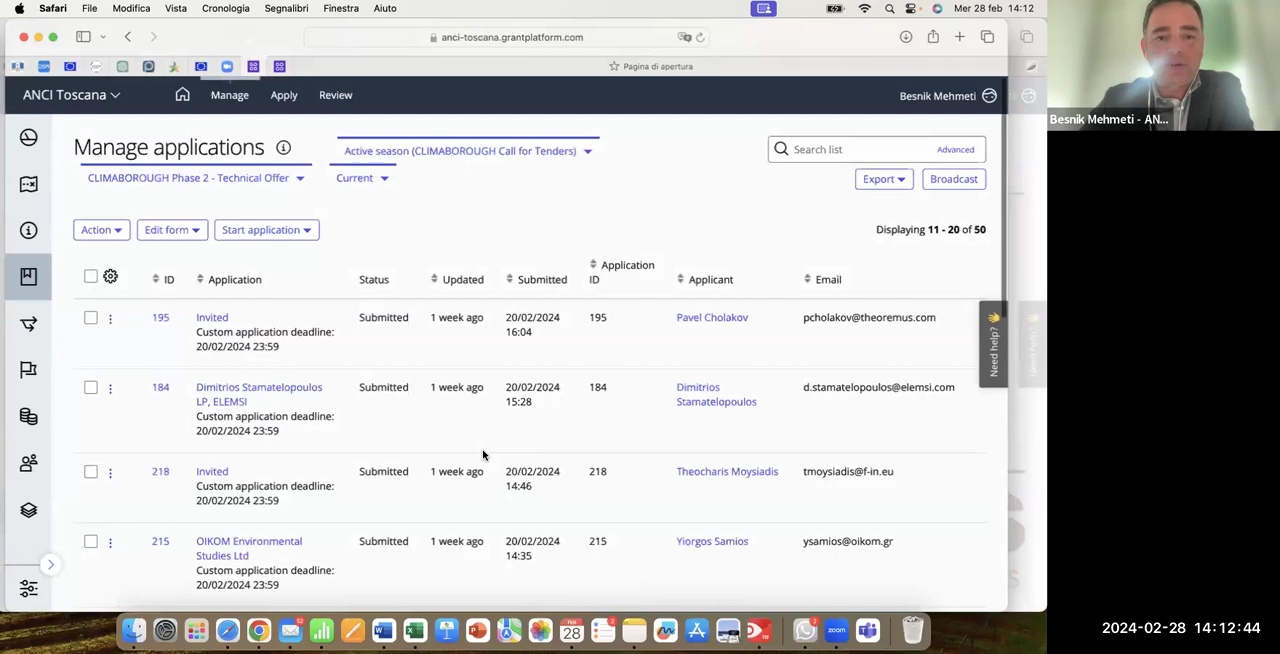 Safari File Modifica Vista Cronologia Segnalibri Finestra Aiuto Mer 28 feb 14:12
anci-toscana.grantplatform.com
Pagina di apertura
ANCI Toscana Manage Apply Review Besnik Mehmeti
Manage applications
Active season (CLIMABOROUGH Call for Tenders)
Search list Advanced
CLIMABOROUGH Phase 2 - Technical Offer Current
Export Broadcast
Action Edit form Start application
Displaying 11 - 20 of 50
ID Application Status Updated Submitted Application ID Applicant Email
195 Invited Submitted 1 week ago 20/02/2024 195 Pavel Cholakov pcholakov@theoremus.com
Custom application deadline: 16:04
20/02/2024 23:59
184 Dimitrios Stamatelopoulos Submitted 1 week ago 20/02/2024 184 Dimitrios d.stamatelopoulos@elemsi.com
LP, ELEMSI 15:28 Stamatelopoulos
Custom application deadline:
20/02/2024 23:59
218 Invited Submitted 1 week ago 20/02/2024 218 Theocharis Moysiadis tmoysiadis@f-in.eu
Custom application deadline: 14:46
20/02/2024 23:59
215 OIKOM Environmental Submitted 1 week ago 20/02/2024 215 Yiorgos Samios ysamios@oikom.gr
Studies Ltd 14:35
Custom application deadline:
20/02/2024 23:59
Need help?
Besnik Mehmeti - AN...
FEB
28
zoom
2024-02-28 14:12:44